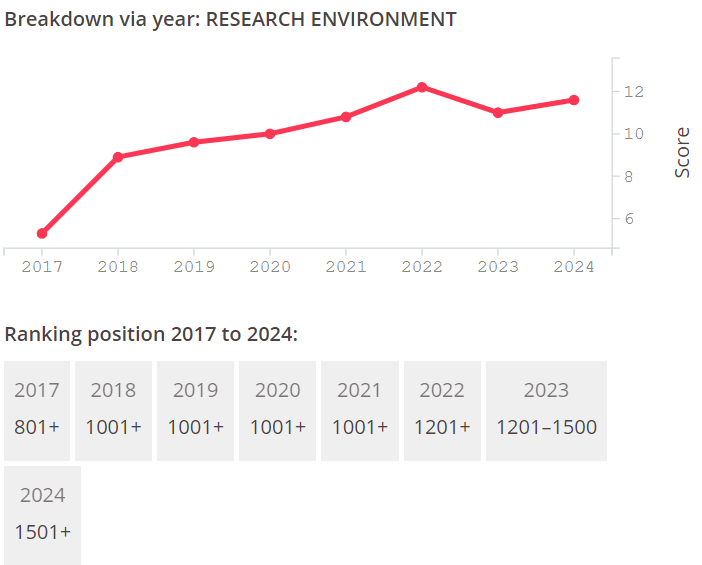 Breakdown via year: RESEARCH ENVIRONMENT
12
10
8
6
Score
2017 2018 2019 2020 2021 2022 2023 2024
Ranking position 2017 to 2024:
2017 2018 2019 2020 2021 2022 2023
801+ 1001+ 1001+ 1001+ 1001+ 1201+ 1201–1500
2024
1501+